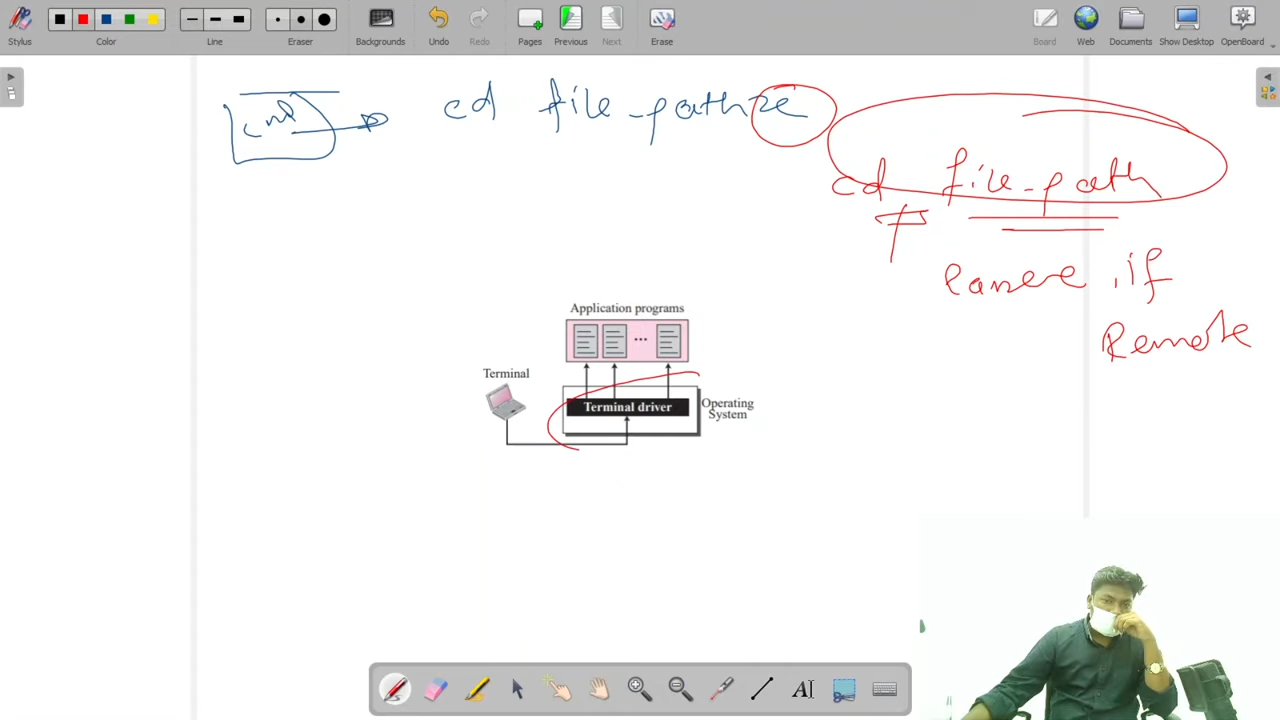 Stylus Color Line Eraser Backgrounds Undo Redo Pages Previous Next Erase Board Web Documents Show Desktop OpenBoard
cmd cd file-path
cd file-path
if
Remote
Application programs
...
Terminal
Terminal driver
Operating
System